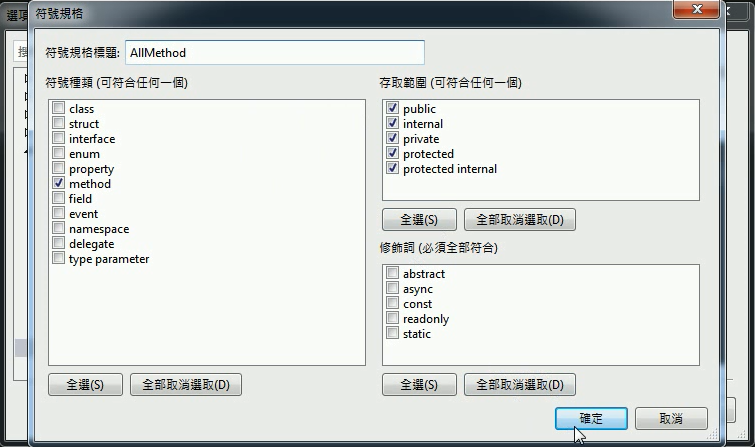 選項
符號規格
符號規格標題: AllMethod
符號種類 (可符合任何一個)
class
struct
interface
enum
property
method
field
event
namespace
delegate
type parameter
全選(S)
全部取消選取(D)
存取範圍 (可符合任何一個)
public
internal
private
protected
protected internal
全選(S)
全部取消選取(D)
修飾詞 (必須全部符合)
abstract
async
const
readonly
static
全選(S)
全部取消選取(D)
確定
取消